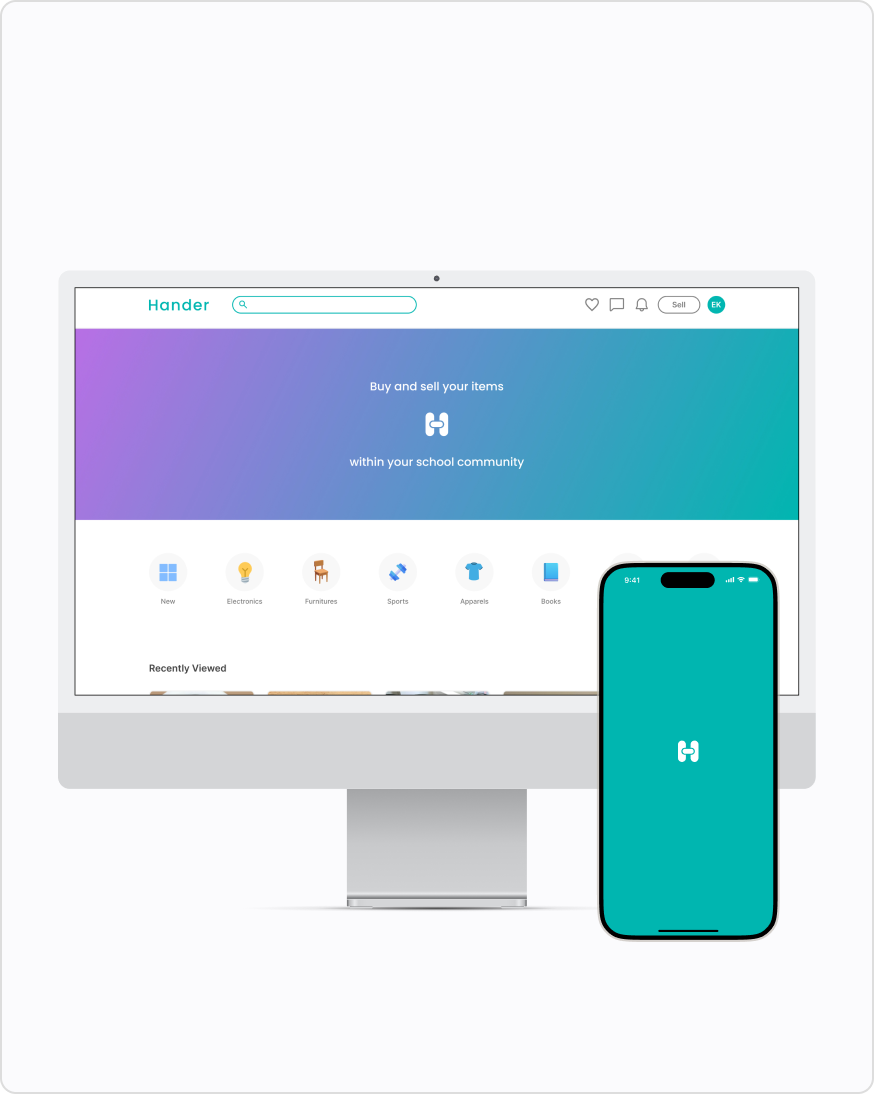 Hander
Sell
EK
Buy and sell your items
within your school community
New
Electronics
Furnitures
Sports
Apparels
Books
Recently Viewed
9:41